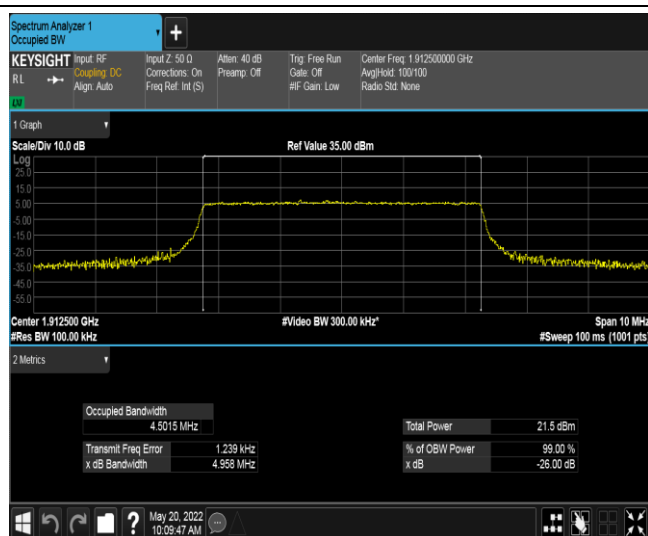 Spectrum Analyzer 1
Occupied BW
+
KEYSIGHT
RL
LM
Input: RF
Coupling: DC
Align: Auto
Input Z: 50 Ω
Corrections: On
Freq Ref: Int (S)
Atten: 40 dB
Preamp: Off
Trig: Free Run
Gate: Off
#IF Gain: Low
Center Freq: 1.912500000 GHz
Avg|Hold: 100/100
Radio Std: None
1 Graph
Scale/Div 10.0 dB
Ref Value 35.00 dBm
Log
25.0
15.0
5.00
-5.00
-15.0
-25.0
-35.0
-45.0
-55.0
Center 1.912500 GHz
#Video BW 300.00 kHz*
Span 10 MHz
#Res BW 100.00 kHz
#Sweep 100 ms (1001 pts)
2 Metrics
Occupied Bandwidth
4.5015 MHz
Total Power 21.5 dBm
Transmit Freq Error 1.239 kHz
% of OBW Power 99.00 %
x dB Bandwidth 4.958 MHz
x dB -26.00 dB
?
May 20, 2022
10:09:47 AM